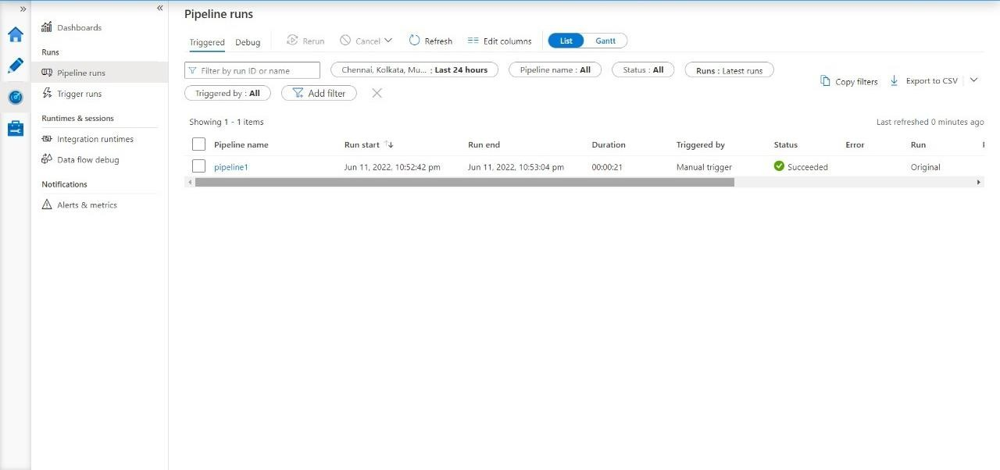 Pipeline runs
Dashboards
Triggered Debug Rerun Cancel Refresh Edit columns List Gantt
Runs
Pipeline runs
Filter by run ID or name Chennai, Kolkata, Mu... : Last 24 hours Pipeline name : All Status : All Runs : Latest runs
Copy filters Export to CSV
Trigger runs
Triggered by : All Add filter
Runtimes & sessions
Showing 1 - 1 items Last refreshed 0 minutes ago
Integration runtimes
Pipeline name Run start Run end Duration Triggered by Status Error Run
Data flow debug
pipeline1 Jun 11, 2022, 10:52:42 pm Jun 11, 2022, 10:53:04 pm 00:00:21 Manual trigger Succeeded Original
Notifications
Alerts & metrics